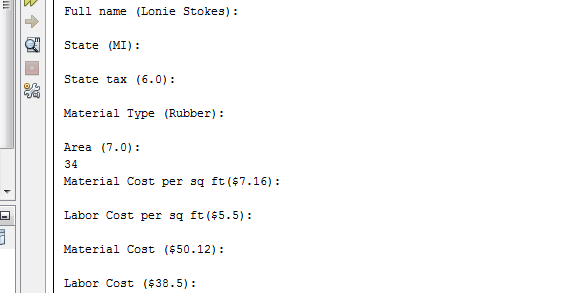 Full name (Lonie Stokes):
State (MI):
State tax (6.0):
Material Type (Rubber):
Area (7.0):
34
Material Cost per sq ft($7.16):
Labor Cost per sq ft($5.5):
Material Cost ($50.12):
Labor Cost ($38.5):